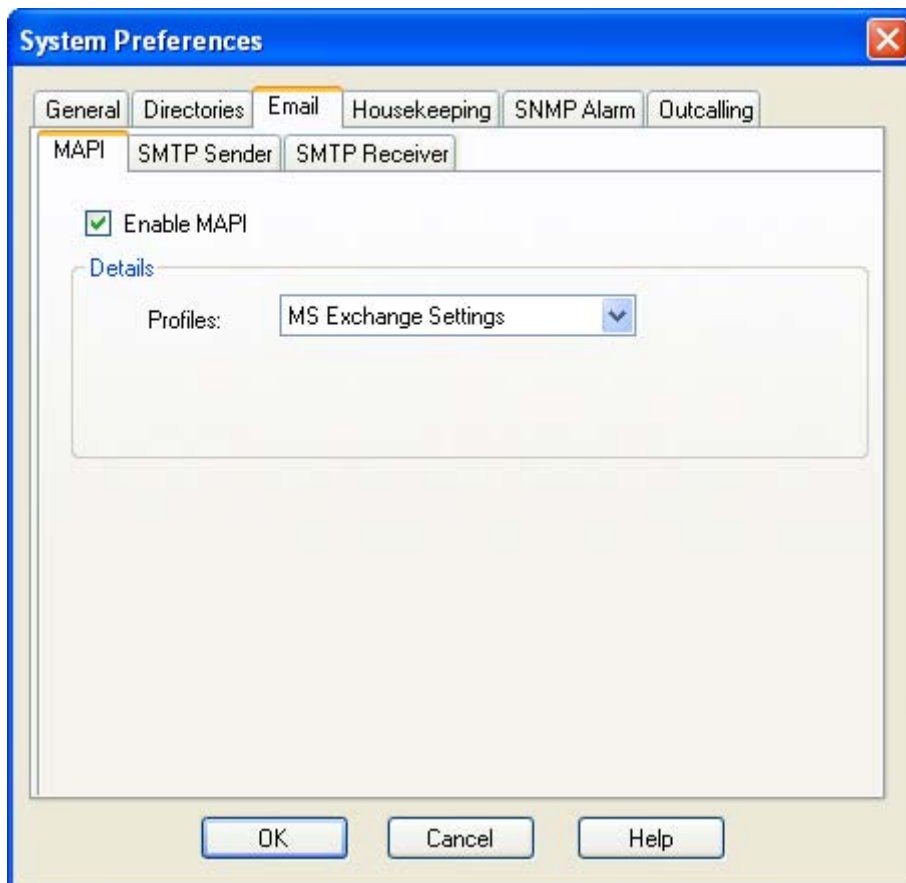 System Preferences
General Directories Email Housekeeping SNMP Alarm Outcalling
MAPI SMTP Sender SMTP Receiver
Enable MAPI
Details
Profiles: MS Exchange Settings
OK Cancel Help